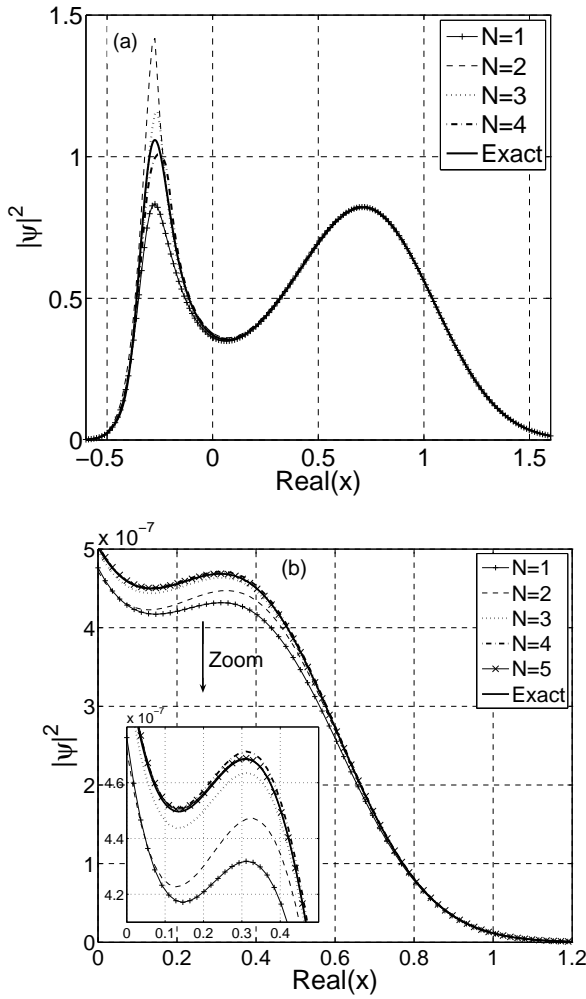 (a)
1.5
1
0.5
0
|ψ|²
−0.5 0 0.5 1 1.5
Real(x)
N=1
N=2
N=3
N=4
Exact
x 10⁻⁷
(b)
5
4
3
2
1
0
|ψ|²
0 0.2 0.4 0.6 0.8 1 1.2
Real(x)
N=1
N=2
N=3
N=4
N=5
Exact
Zoom
x 10⁻⁷
4.6
4.4
4.2
0 0.1 0.2 0.3 0.4